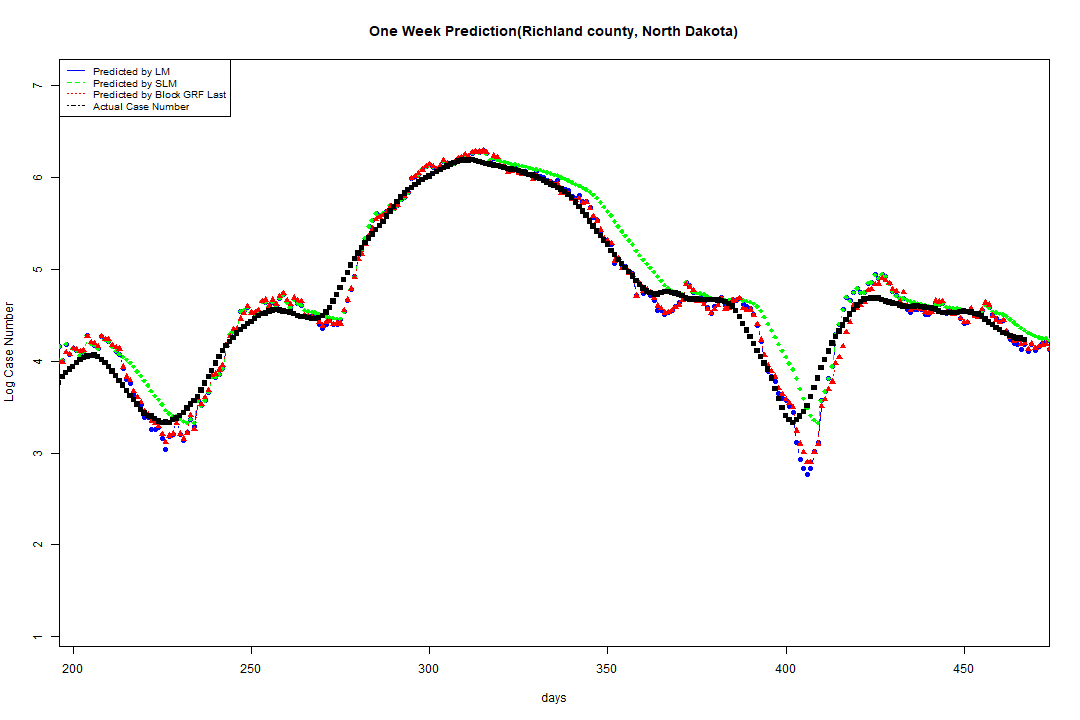 One Week Prediction(Richland county, North Dakota)
Predicted by LM
Predicted by SLM
Predicted by Block GRF Last
Actual Case Number
7
6
5
4
3
2
1
Log Case Number
200 250 300 350 400 450
days